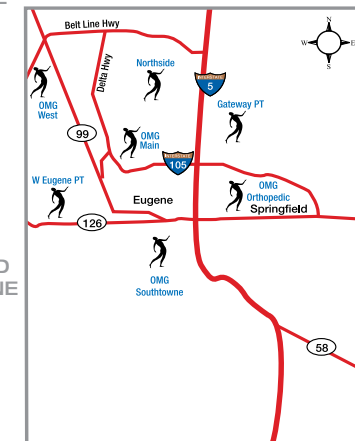 Belt Line Hwy
N
W
E
S
Northside
Delta Hwy
INTERSTATE
5
OMG
West
Gateway PT
99
OMG
Main
INTERSTATE
105
W Eugene PT
Eugene
OMG
Orthopedic
Springfield
126
OMG
Southtowne
D
NE
58